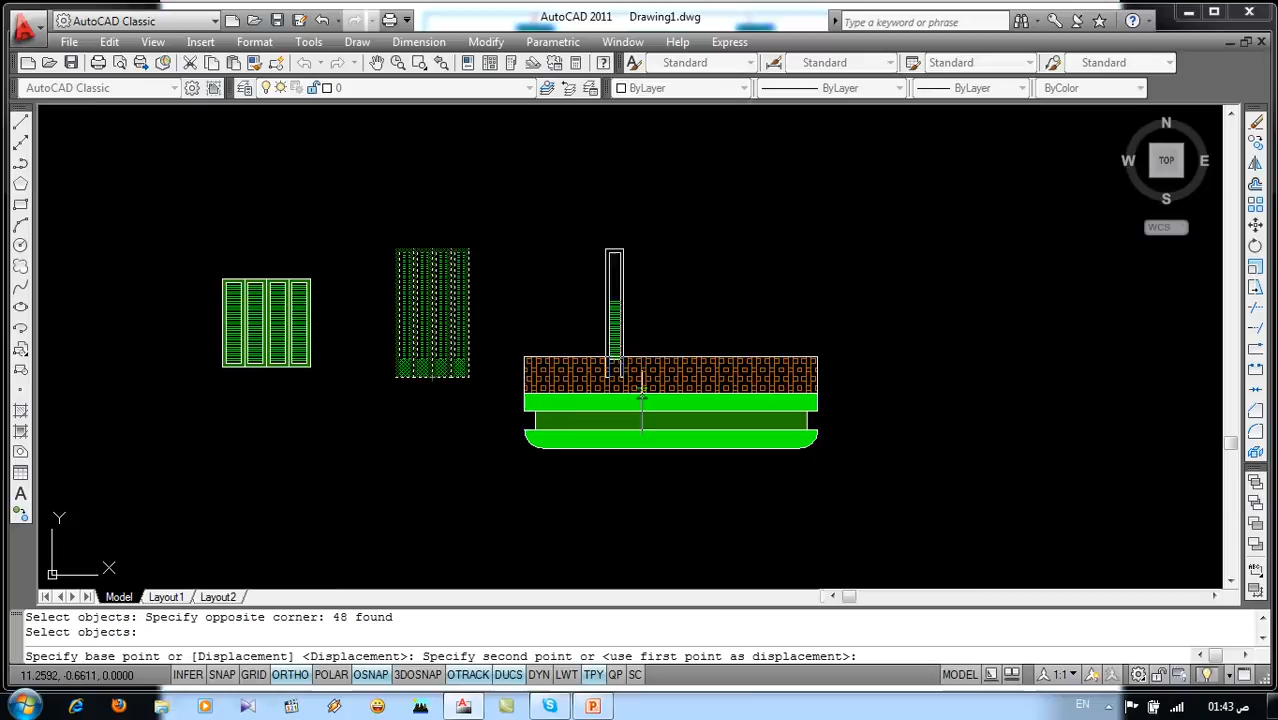 AutoCAD Classic
AutoCAD 2011 Drawing1.dwg
Type a keyword or phrase
File Edit View Insert Format Tools Draw Dimension Modify Parametric Window Help Express
Standard Standard Standard Standard
AutoCAD Classic 0 ByLayer ByLayer ByLayer ByColor
N
W TOP E
S
WCS
Y
X
Model Layout1 Layout2
Select objects: Specify opposite corner: 48 found
Select objects:
Specify base point or [Displacement] <Displacement>: Specify second point or <use first point as displacement>:
11.2592, -0.6611, 0.0000 INFER SNAP GRID ORTHO POLAR OSNAP 3DOSNAP OTRACK DUCS DYN LWT TPY QP SC MODEL 1:1
EN 01:43 ص